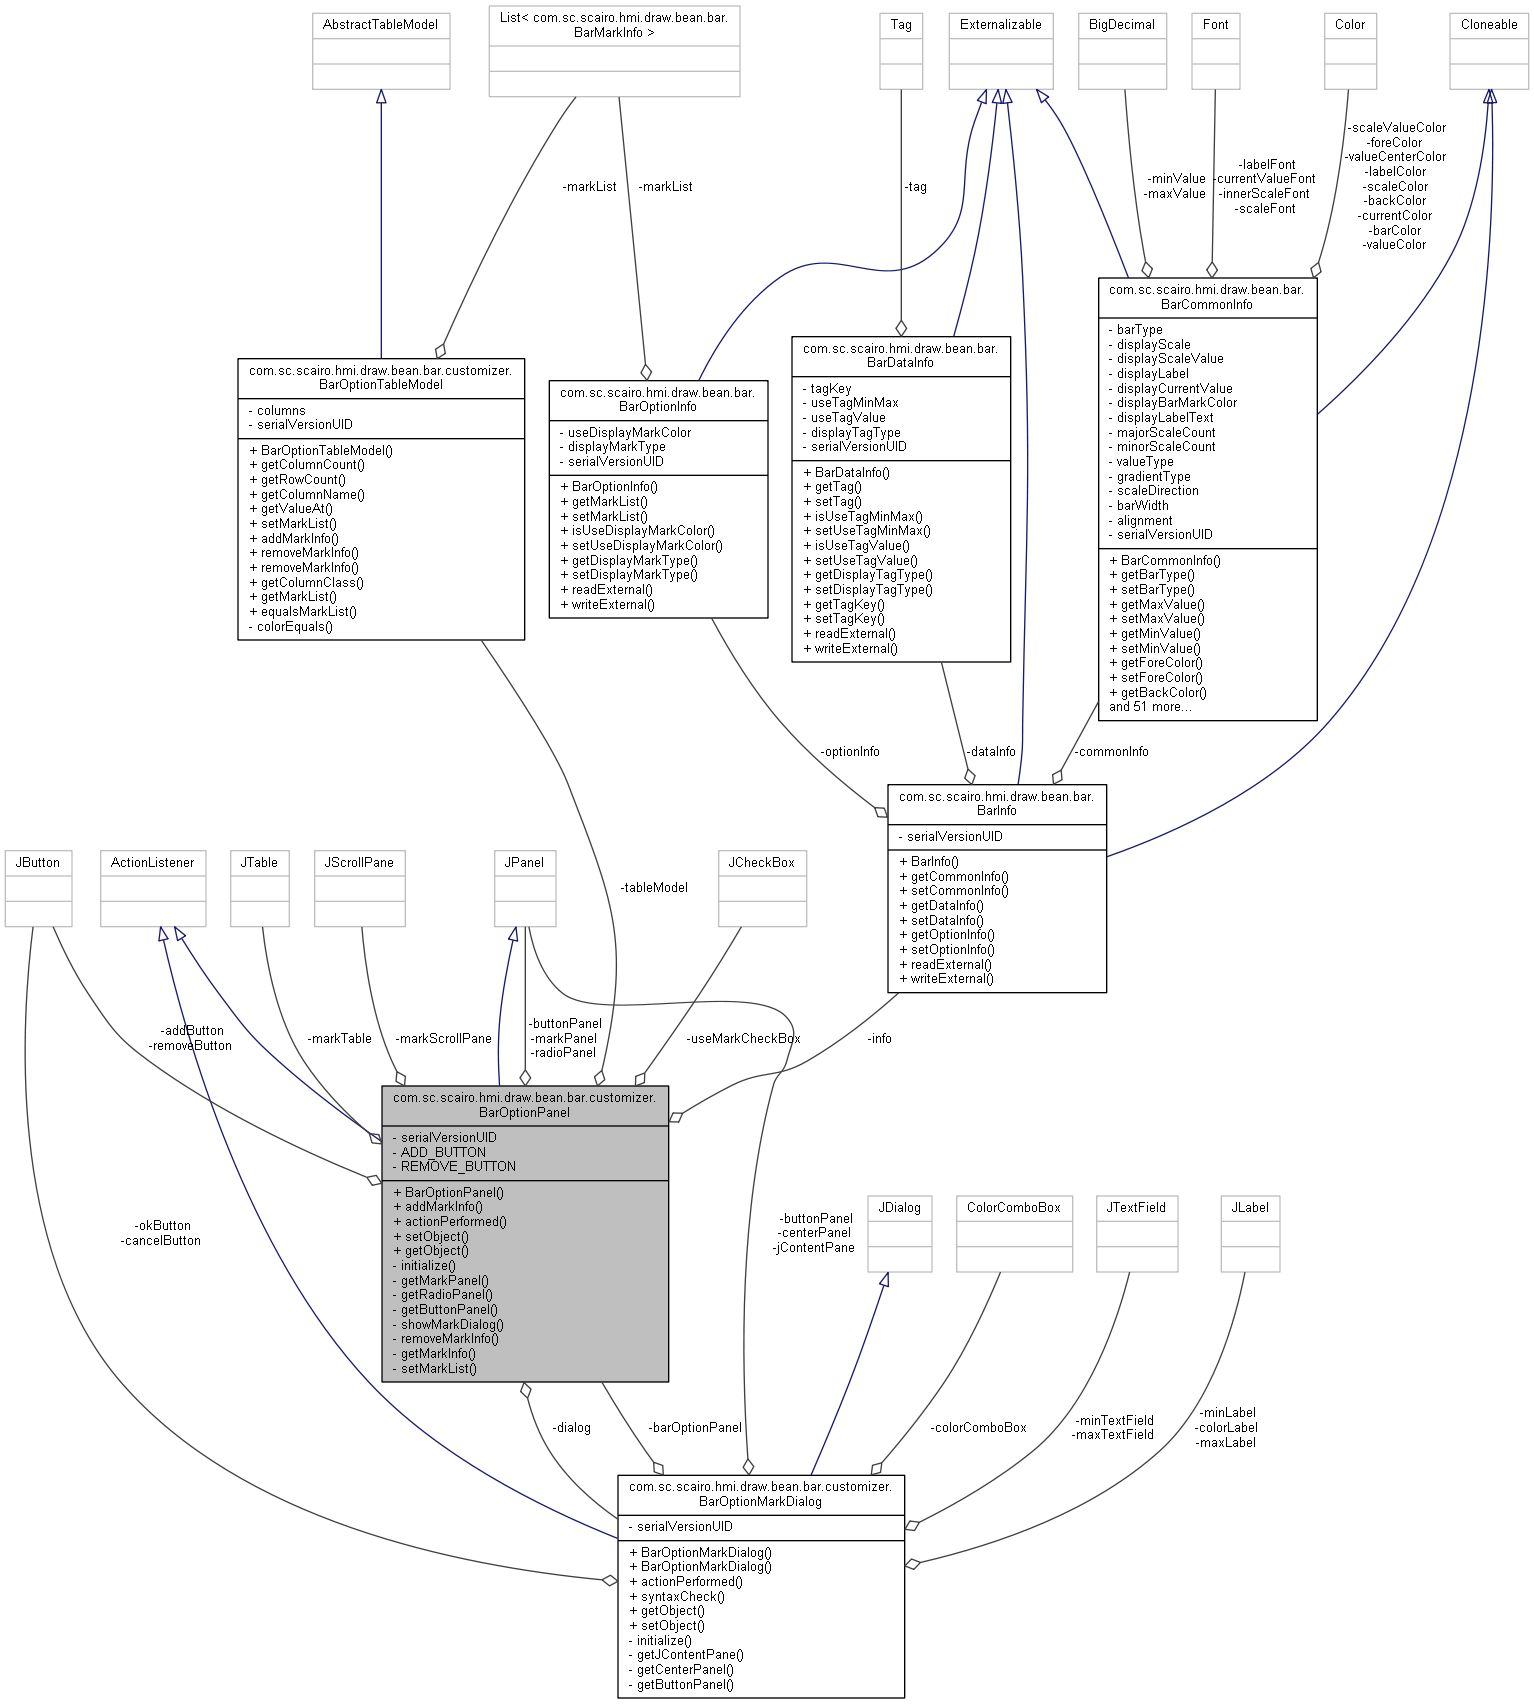 AbstractTableModel
List< com.sc.scairo.hmi.draw.bean.bar.
BarMarkInfo >
Tag
Externalizable
BigDecimal
Font
Color
Cloneable
-markList
-markList
-tag
-minValue
-maxValue
-labelFont
-currentValueFont
-innerScaleFont
-scaleFont
-scaleValueColor
-foreColor
-valueCenterColor
-labelColor
-scaleColor
-backColor
-currentColor
-barColor
-valueColor
com.sc.scairo.hmi.draw.bean.bar.customizer.
BarOptionTableModel
- columns
- serialVersionUID
+ BarOptionTableModel()
+ getColumnCount()
+ getRowCount()
+ getColumnName()
+ getValueAt()
+ setMarkList()
+ addMarkInfo()
+ removeMarkInfo()
+ removeMarkInfo()
+ getColumnClass()
+ getMarkList()
+ equalsMarkList()
- colorEquals()
com.sc.scairo.hmi.draw.bean.bar.
BarOptionInfo
- useDisplayMarkColor
- displayMarkType
- serialVersionUID
+ BarOptionInfo()
+ getMarkList()
+ setMarkList()
+ isUseDisplayMarkColor()
+ setUseDisplayMarkColor()
+ getDisplayMarkType()
+ setDisplayMarkType()
+ readExternal()
+ writeExternal()
com.sc.scairo.hmi.draw.bean.bar.
BarDataInfo
- tagKey
- useTagMinMax
- useTagValue
- displayTagType
- serialVersionUID
+ BarDataInfo()
+ getTag()
+ setTag()
+ isUseTagMinMax()
+ setUseTagMinMax()
+ isUseTagValue()
+ setUseTagValue()
+ getDisplayTagType()
+ setDisplayTagType()
+ getTagKey()
+ setTagKey()
+ readExternal()
+ writeExternal()
com.sc.scairo.hmi.draw.bean.bar.
BarCommonInfo
- barType
- displayScale
- displayScaleValue
- displayLabel
- displayCurrentValue
- displayBarMarkColor
- displayLabelText
- majorScaleCount
- minorScaleCount
- valueType
- gradientType
- scaleDirection
- barWidth
- alignment
- serialVersionUID
+ BarCommonInfo()
+ getBarType()
+ setBarType()
+ getMaxValue()
+ setMaxValue()
+ getMinValue()
+ setMinValue()
+ getForeColor()
+ setForeColor()
+ getBackColor()
and 51 more...
-optionInfo
-dataInfo
-commonInfo
com.sc.scairo.hmi.draw.bean.bar.
BarInfo
- serialVersionUID
+ BarInfo()
+ getCommonInfo()
+ setCommonInfo()
+ getDataInfo()
+ setDataInfo()
+ getOptionInfo()
+ setOptionInfo()
+ readExternal()
+ writeExternal()
JButton
ActionListener
JTable
JScrollPane
JPanel
JCheckBox
-tableModel
-addButton
-removeButton
-markTable
-markScrollPane
-buttonPanel
-markPanel
-radioPanel
-useMarkCheckBox
-info
com.sc.scairo.hmi.draw.bean.bar.customizer.
BarOptionPanel
- serialVersionUID
- ADD_BUTTON
- REMOVE_BUTTON
+ BarOptionPanel()
+ addMarkInfo()
+ actionPerformed()
+ setObject()
+ getObject()
- initialize()
- getMarkPanel()
- getRadioPanel()
- getButtonPanel()
- showMarkDialog()
- removeMarkInfo()
- getMarkInfo()
- setMarkList()
-okButton
-cancelButton
-buttonPanel
-centerPanel
-jContentPane
JDialog
ColorComboBox
JTextField
JLabel
-dialog
-barOptionPanel
-colorComboBox
-minTextField
-maxTextField
-minLabel
-colorLabel
-maxLabel
com.sc.scairo.hmi.draw.bean.bar.customizer.
BarOptionMarkDialog
- serialVersionUID
+ BarOptionMarkDialog()
+ BarOptionMarkDialog()
+ actionPerformed()
+ syntaxCheck()
+ getObject()
+ setObject()
- initialize()
- getJContentPane()
- getCenterPanel()
- getButtonPanel()